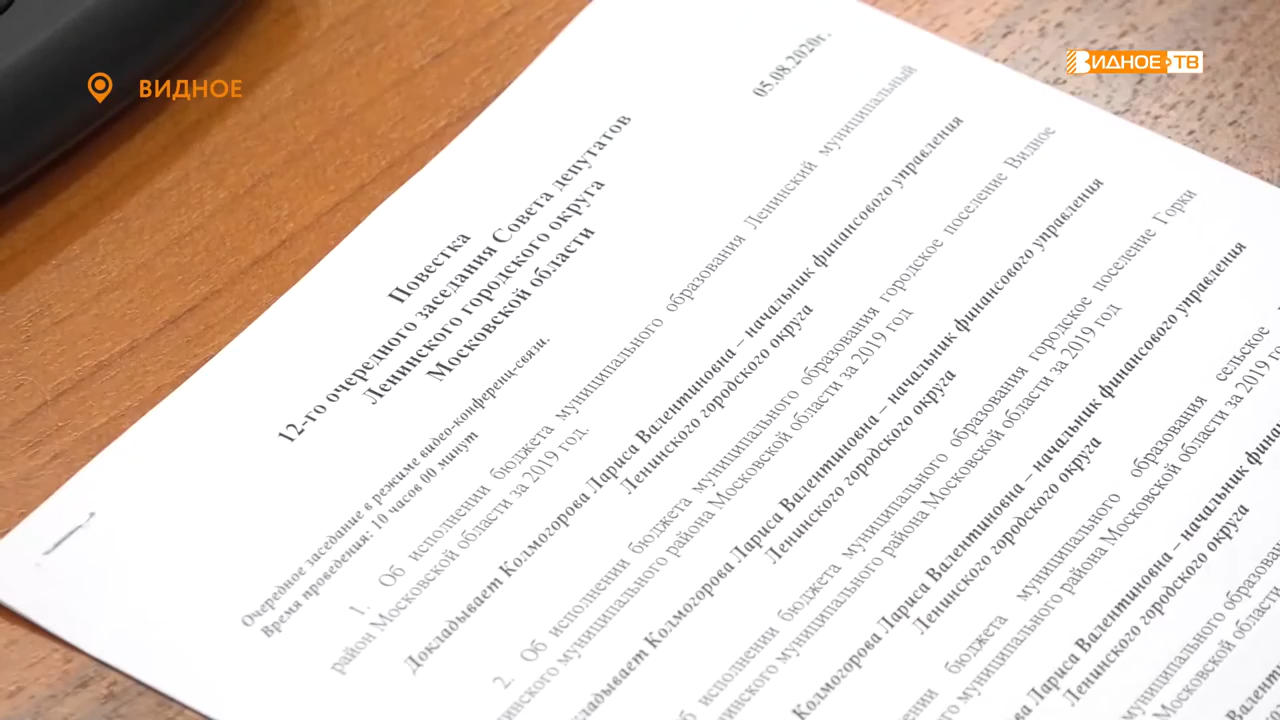 ВИДНОЕ
ВИДНОЕ ТВ
05.08.2020г.
Повестка
12-го очередного заседания Совета депутатов
Ленинского городского округа
Московской области
Очередное заседание в режиме видео-конференц-связи.
Время проведения: 10 часов 00 минут
1. Об исполнении бюджета муниципального образования Ленинский муниципальный
район Московской области за 2019 год.
Докладывает Колмогорова Лариса Валентиновна – начальник финансового управления
Ленинского городского округа
2. Об исполнении бюджета муниципального образования городское поселение Видное
муниципального района Московской области за 2019 год
Колмогорова Лариса Валентиновна – начальник финансового управления
Ленинского городского округа
исполнении бюджета муниципального образования городское поселение Горки
муниципального района Московской области за 2019 год
Колмогорова Лариса Валентиновна – начальник финансового управления
Ленинского городского округа
бюджета муниципального образования сельское
муниципального района Московской области за 2019
Лариса Валентиновна – начальник
Ленинского городского округа
муниципального
района Московской области